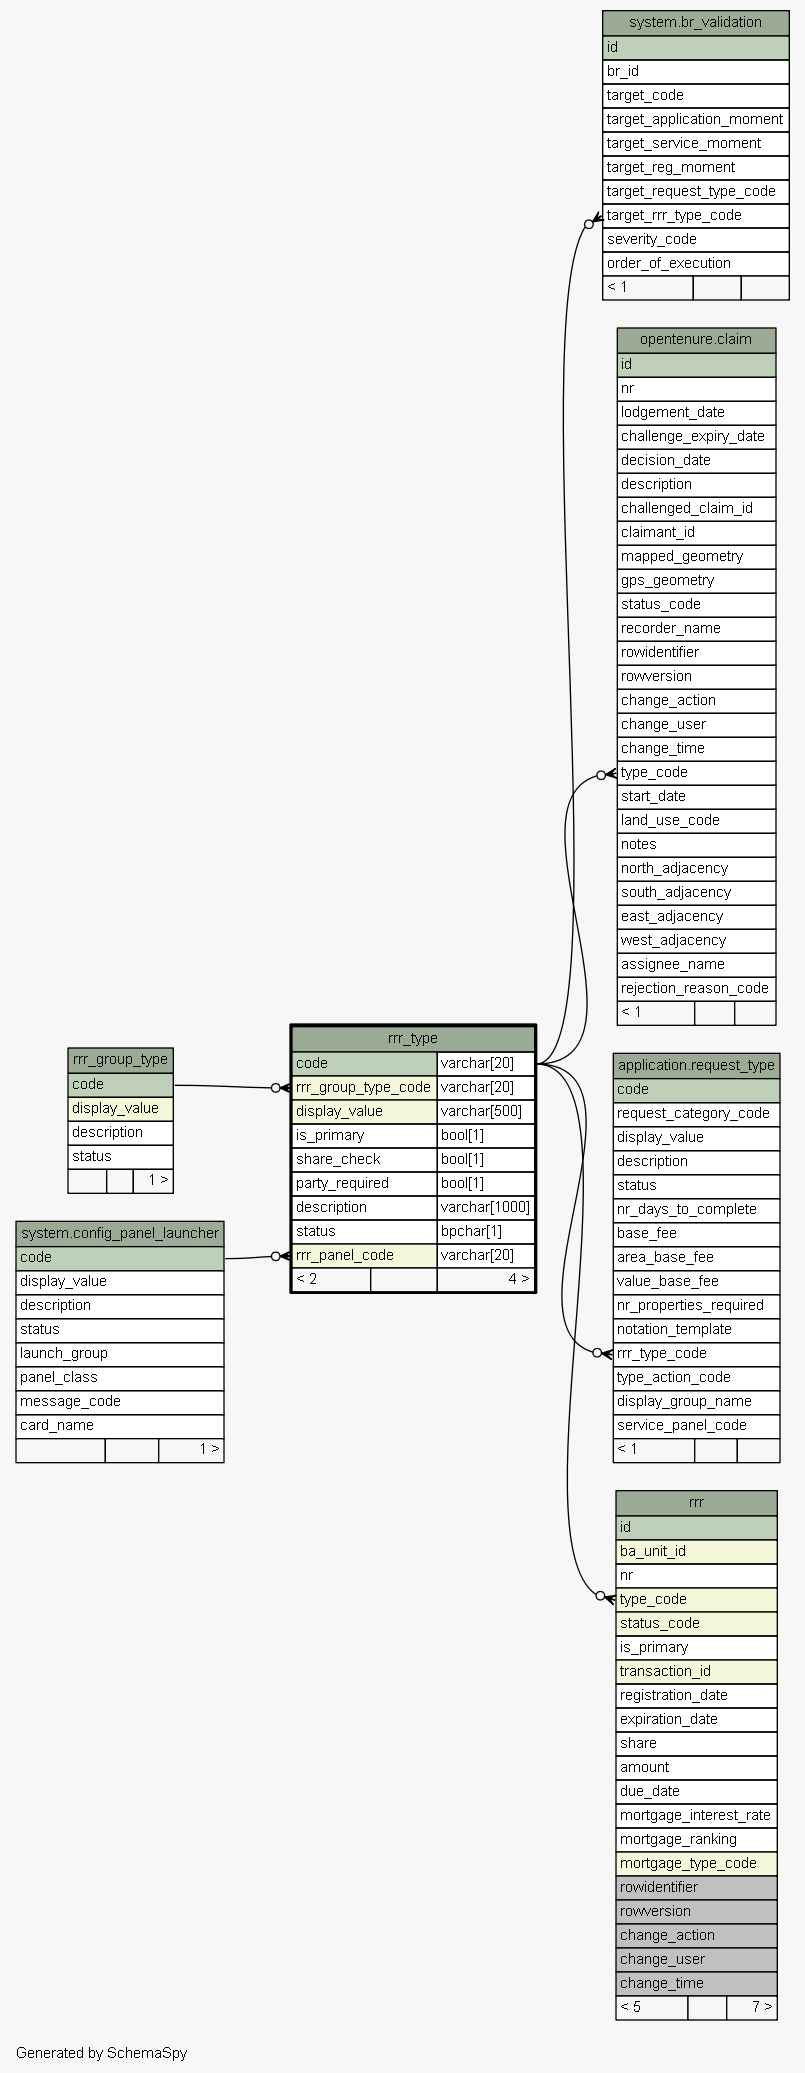 system.br_validation
id
br_id
target_code
target_application_moment
target_service_moment
target_reg_moment
target_request_type_code
target_rrr_type_code
severity_code
order_of_execution
< 1
opentenure.claim
id
nr
lodgement_date
challenge_expiry_date
decision_date
description
challenged_claim_id
claimant_id
mapped_geometry
gps_geometry
status_code
recorder_name
rowidentifier
rowversion
change_action
change_user
change_time
type_code
start_date
land_use_code
notes
north_adjacency
south_adjacency
east_adjacency
west_adjacency
assignee_name
rejection_reason_code
< 1
rrr_group_type
code
display_value
description
status
1 >
system.config_panel_launcher
code
display_value
description
status
launch_group
panel_class
message_code
card_name
1 >
rrr_type
code varchar[20]
rrr_group_type_code varchar[20]
display_value varchar[500]
is_primary bool[1]
share_check bool[1]
party_required bool[1]
description varchar[1000]
status bpchar[1]
rrr_panel_code varchar[20]
< 2 4 >
application.request_type
code
request_category_code
display_value
description
status
nr_days_to_complete
base_fee
area_base_fee
value_base_fee
nr_properties_required
notation_template
rrr_type_code
type_action_code
display_group_name
service_panel_code
< 1
rrr
id
ba_unit_id
nr
type_code
status_code
is_primary
transaction_id
registration_date
expiration_date
share
amount
due_date
mortgage_interest_rate
mortgage_ranking
mortgage_type_code
rowidentifier
rowversion
change_action
change_user
change_time
< 5 7 >
Generated by SchemaSpy